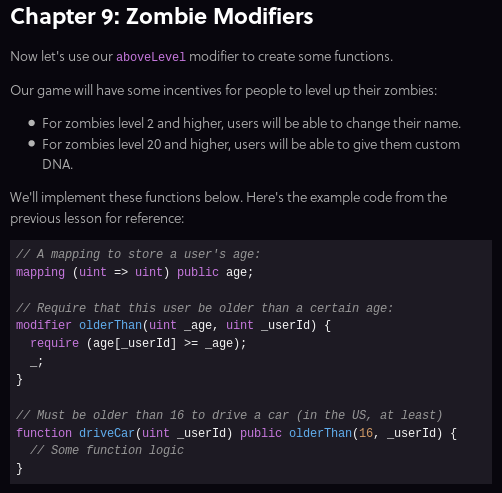 Chapter 9: Zombie Modifiers
Now let's use our aboveLevel modifier to create some functions.
Our game will have some incentives for people to level up their zombies:
• For zombies level 2 and higher, users will be able to change their name.
• For zombies level 20 and higher, users will be able to give them custom
DNA.
We'll implement these functions below. Here's the example code from the
previous lesson for reference:
// A mapping to store a user's age:
mapping (uint => uint) public age;
// Require that this user be older than a certain age:
modifier olderThan(uint _age, uint _userId) {
  require (age[_userId] >= _age);
  _;
}
// Must be older than 16 to drive a car (in the US, at least)
function driveCar(uint _userId) public olderThan(16, _userId) {
  // Some function logic
}